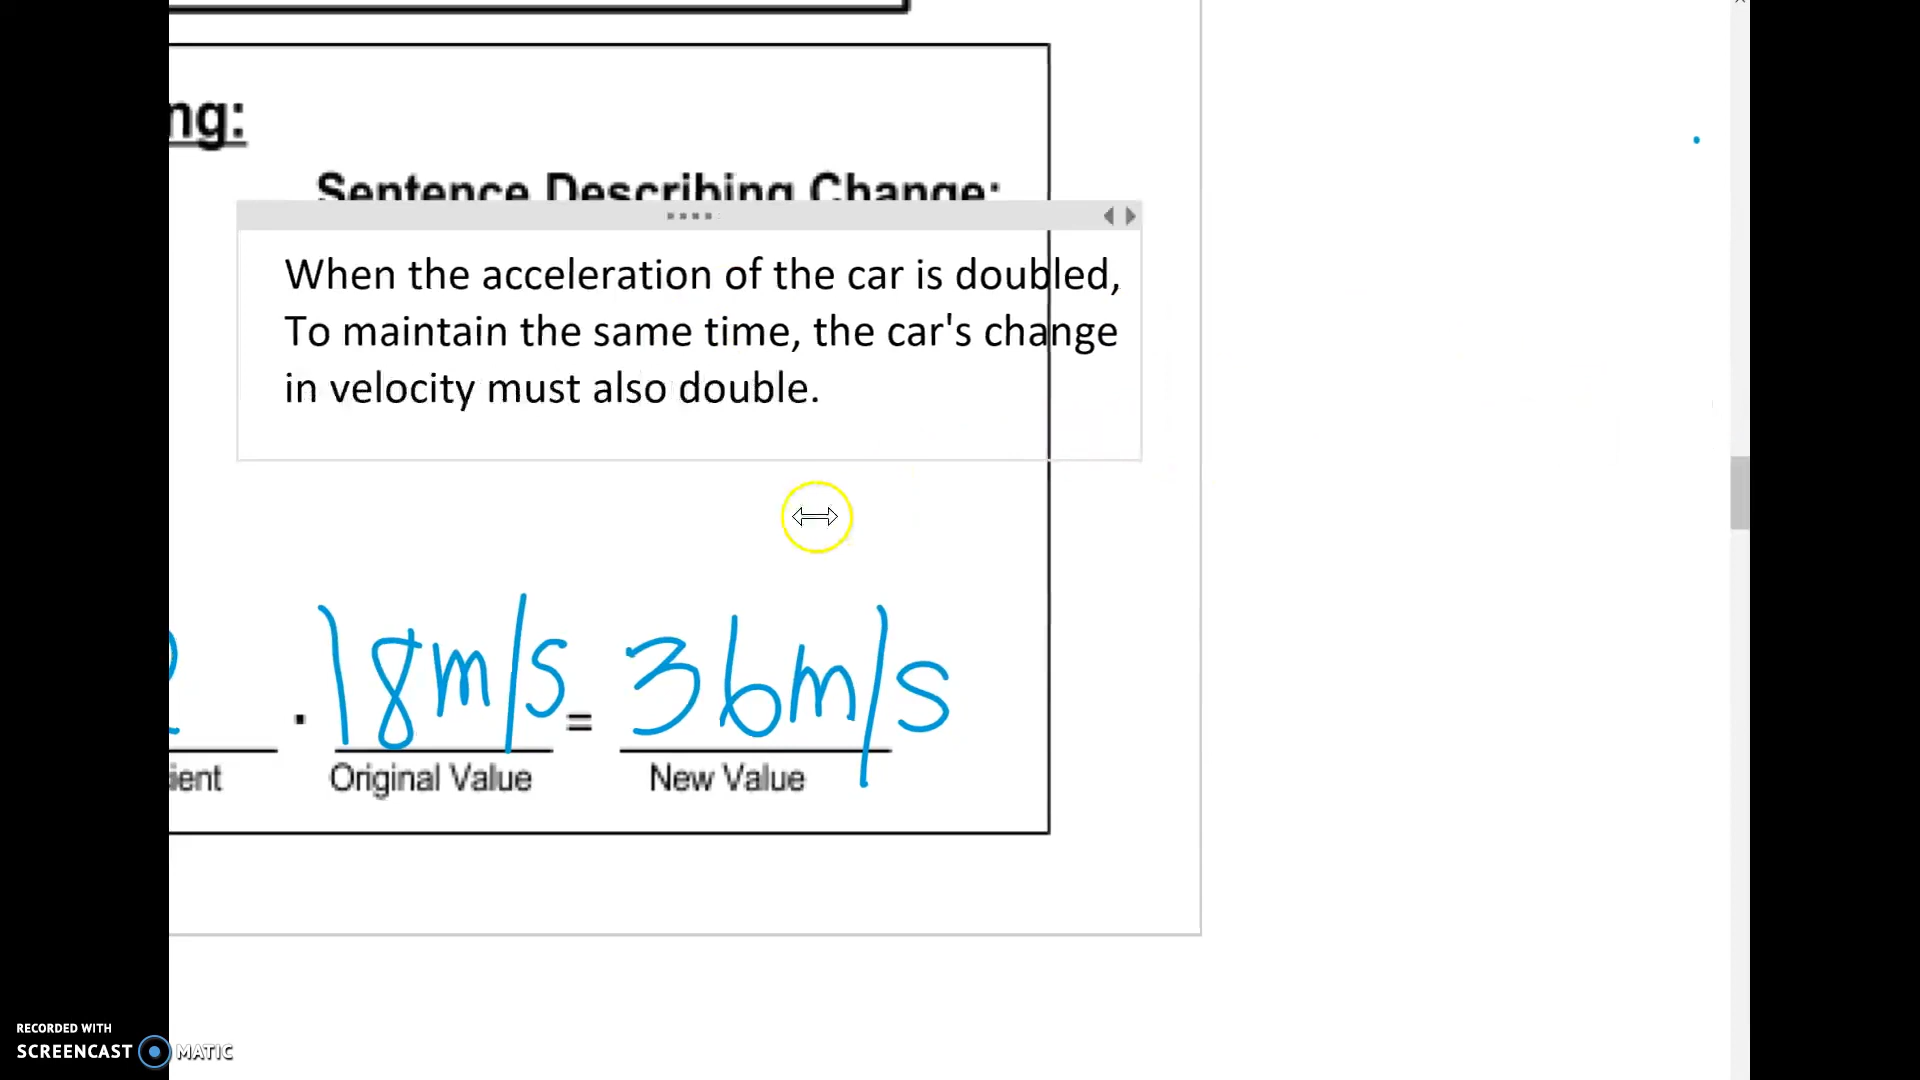 ng:
Sentence Describing Change:
When the acceleration of the car is doubled,
To maintain the same time, the car's change
in velocity must also double.
2 · 18m/s = 36m/s
ient Original Value New Value
RECORDED WITH
SCREENCAST MATIC